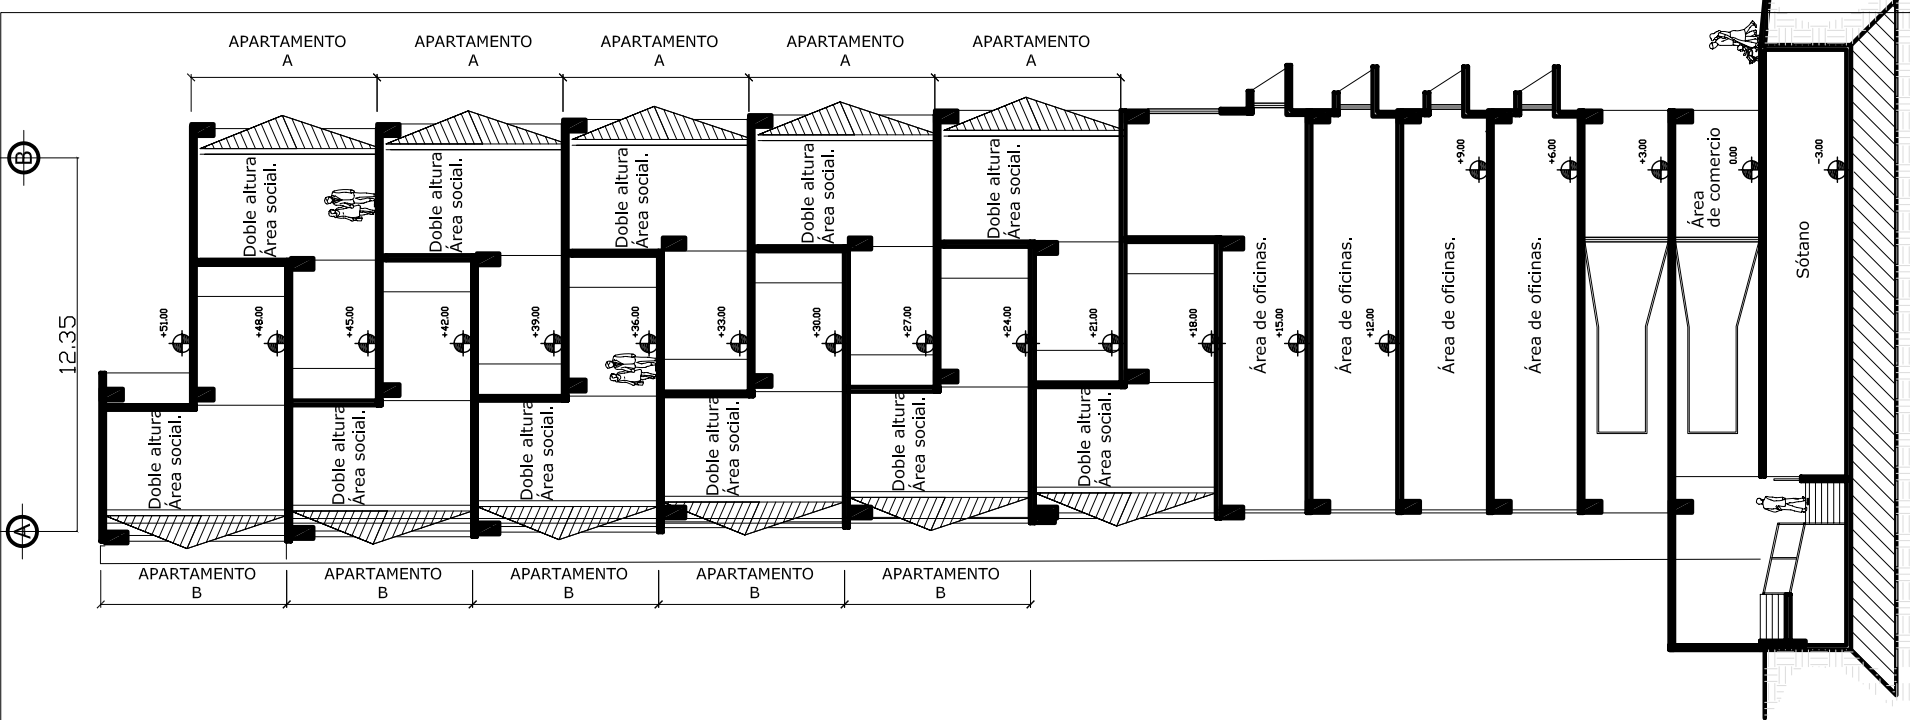 APARTAMENTO
A
APARTAMENTO
A
APARTAMENTO
A
APARTAMENTO
A
APARTAMENTO
A
B
A
12.35
Doble altura
Área social.
Doble altura
Área social.
Doble altura
Área social.
Doble altura
Área social.
Doble altura
Área social.
+51.00
+48.00
+45.00
+42.00
+39.00
+36.00
+33.00
+30.00
+27.00
+24.00
+21.00
+18.00
+15.00
+12.00
+9.00
+6.00
+3.00
0.00
-3.00
Área de oficinas.
Área de oficinas.
Área de oficinas.
Área de oficinas.
Área
de comercio
Sótano
Doble altura
Área social.
Doble altura
Área social.
Doble altura
Área social.
Doble altura
Área social.
Doble altura
Área social.
Doble altura
Área social.
APARTAMENTO
B
APARTAMENTO
B
APARTAMENTO
B
APARTAMENTO
B
APARTAMENTO
B